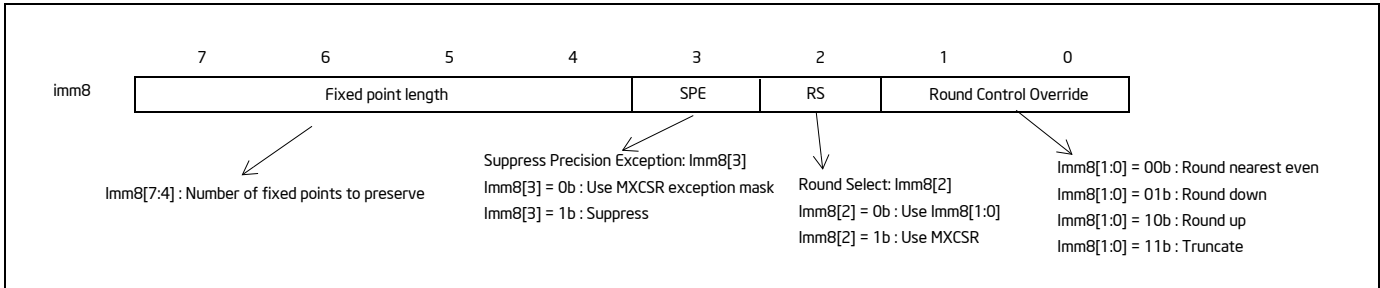 7 6 5 4 3 2 1 0
imm8 Fixed point length SPE RS Round Control Override
Imm8[7:4] : Number of fixed points to preserve
Suppress Precision Exception: Imm8[3]
Imm8[3] = 0b : Use MXCSR exception mask
Imm8[3] = 1b : Suppress
Round Select: Imm8[2]
Imm8[2] = 0b : Use Imm8[1:0]
Imm8[2] = 1b : Use MXCSR
Imm8[1:0] = 00b : Round nearest even
Imm8[1:0] = 01b : Round down
Imm8[1:0] = 10b : Round up
Imm8[1:0] = 11b : Truncate